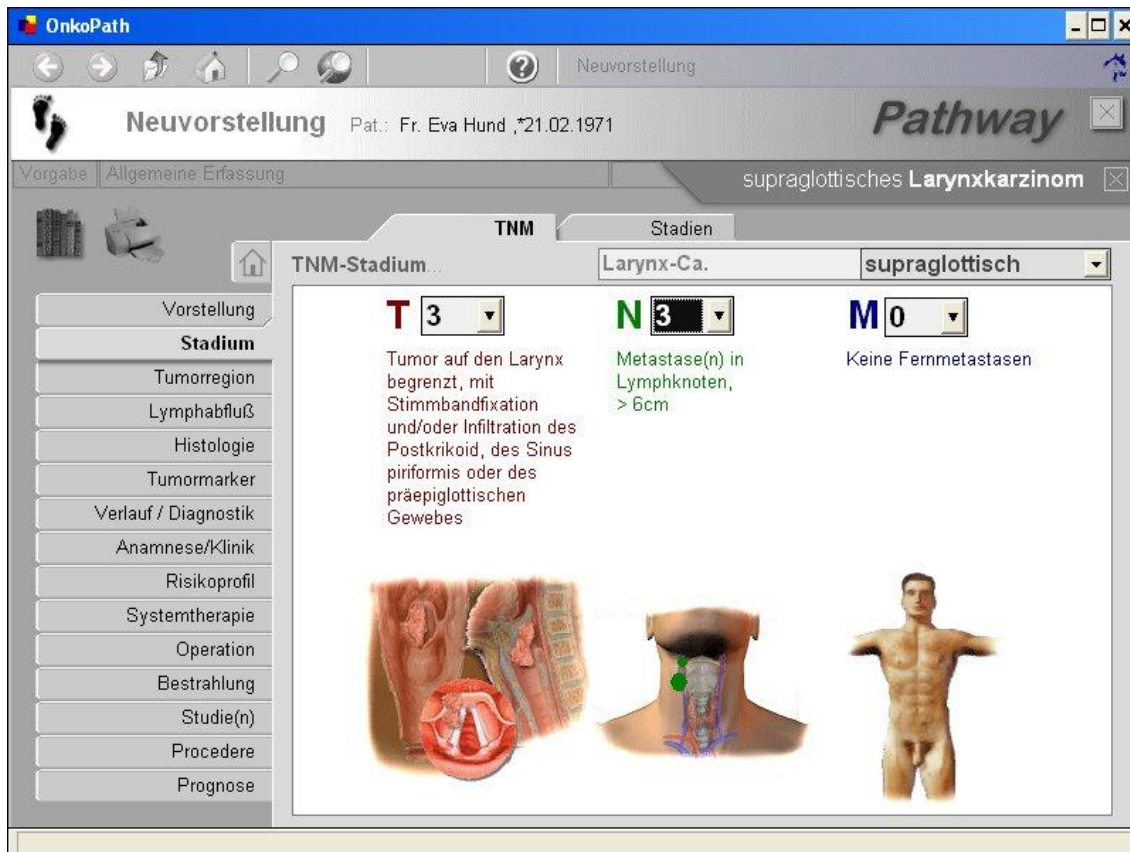 OnkoPath
Neuvorstellung
Neuvorstellung Pat.: Fr. Eva Hund ,*21.02.1971 Pathway
Vorgabe Allgemeine Erfassung
supraglottisches Larynxkarzinom
TNM Stadien
TNM-Stadium... Larynx-Ca. supraglottisch
Vorstellung
Stadium
Tumorregion
Lymphabfluß
Histologie
Tumormarker
Verlauf / Diagnostik
Anamnese/Klinik
Risikoprofil
Systemtherapie
Operation
Bestrahlung
Studie(n)
Procedere
Prognose
T 3
Tumor auf den Larynx
begrenzt, mit
Stimmbandfixation
und/oder Infiltration des
Postkrikoid, des Sinus
piriformis oder des
präepiglottischen
Gewebes
N 3
Metastase(n) in
Lymphknoten,
> 6cm
M 0
Keine Fernmetastasen